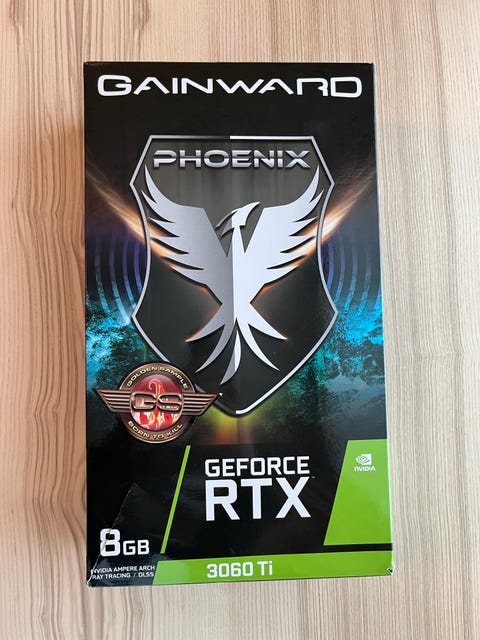 GAINWARD
PHOENIX
GOLDEN SAMPLE
GS
BORN TO KILL
GEFORCE
RTX™
NVIDIA
8GB
NVIDIA AMPERE ARCH
RAY TRACING / DLSS
3060 Ti